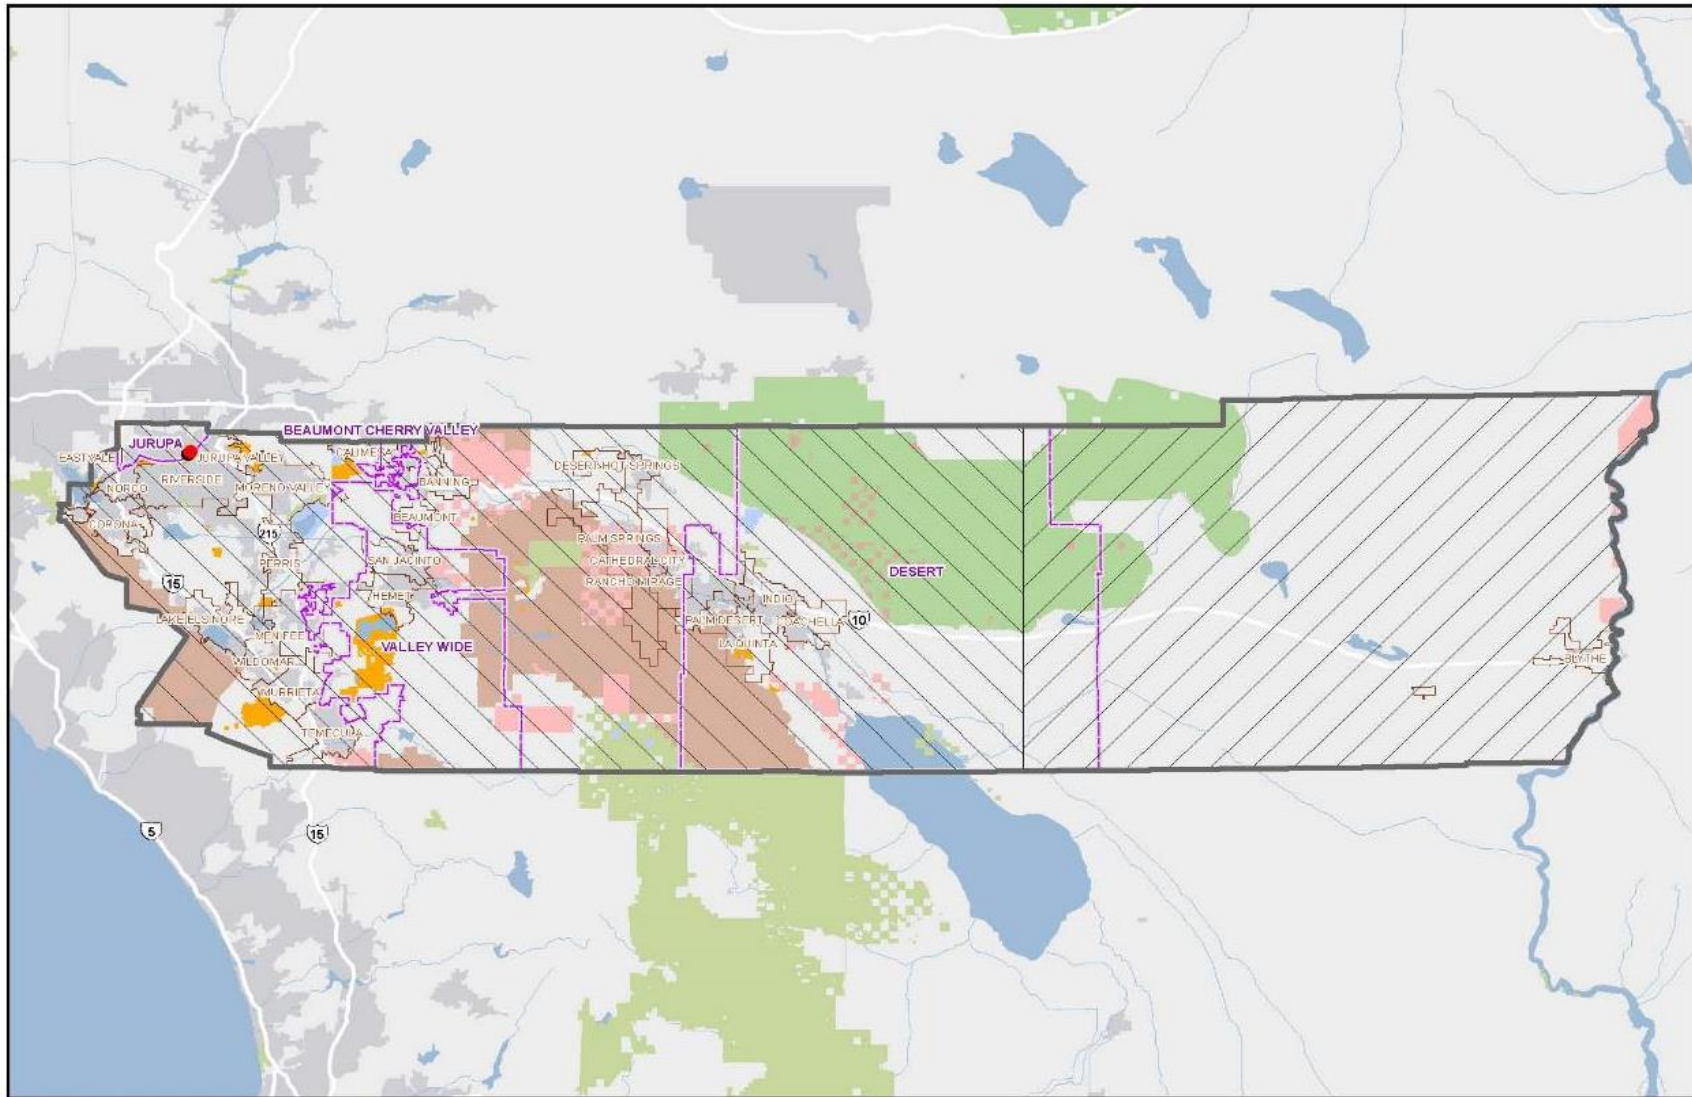 BEAUMONT CHERRY VALLEY
JURUPA
EASTVALE
JURUPA VALLEY
CALIMESA
DESERT HOT SPRINGS
RIVERSIDE
MORENO VALLEY
BANNING
NORCO
BEAUMONT
CORONA
215
PALM SPRINGS
PERRIS
SAN JACINTO
CATHEDRAL CITY
DESERT
15
RANCHO MIRAGE
HEMET
INDIO
LAKE ELSINORE
PALM DESERT
COACHELLA
10
MENIFEE
VALLEY WIDE
LA QUINTA
WILDOMAR
BLYTHE
MURRIETA
TEMECULA
5
15